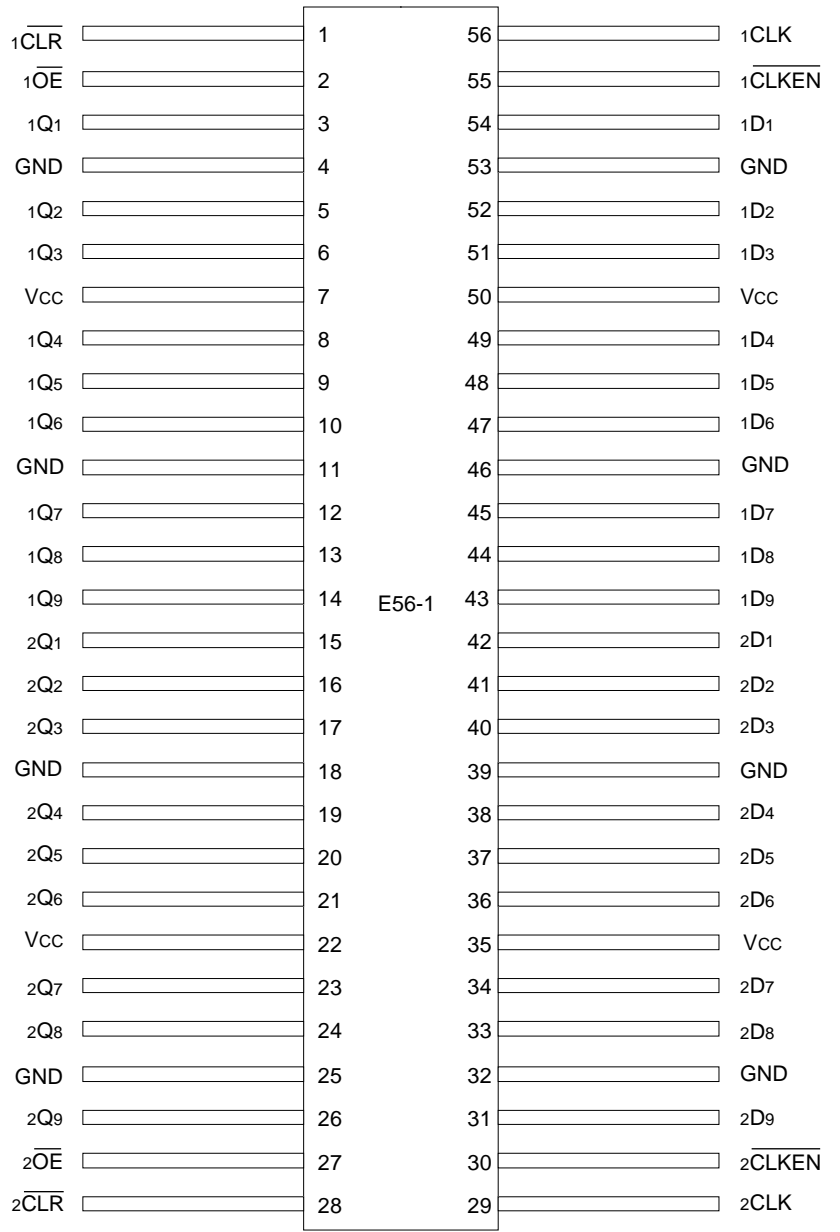 1CLR 1 56 1CLK
1OE 2 55 1CLKEN
1Q1 3 54 1D1
GND 4 53 GND
1Q2 5 52 1D2
1Q3 6 51 1D3
VCC 7 50 VCC
1Q4 8 49 1D4
1Q5 9 48 1D5
1Q6 10 47 1D6
GND 11 46 GND
1Q7 12 45 1D7
1Q8 13 44 1D8
1Q9 14 E56-1 43 1D9
2Q1 15 42 2D1
2Q2 16 41 2D2
2Q3 17 40 2D3
GND 18 39 GND
2Q4 19 38 2D4
2Q5 20 37 2D5
2Q6 21 36 2D6
VCC 22 35 VCC
2Q7 23 34 2D7
2Q8 24 33 2D8
GND 25 32 GND
2Q9 26 31 2D9
2OE 27 30 2CLKEN
2CLR 28 29 2CLK